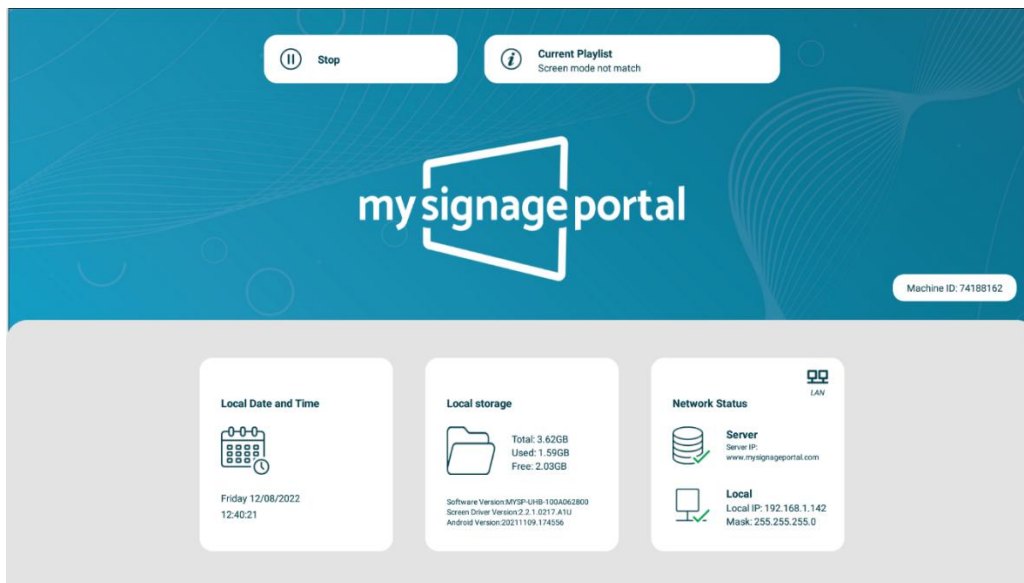 Stop
Current Playlist
Screen mode not match
my signage portal
Machine ID: 74188162
Local Date and Time
Friday 12/08/2022
12:40:21
Local storage
Total: 3.62GB
Used: 1.59GB
Free: 2.03GB
Software Version:MYSP-UHB-100A062800
Screen Driver Version:2.2.1.0217.A1U
Android Version:20211109.174556
LAN
Network Status
Server
Server IP:
www.mysignageportal.com
Local
Local IP: 192.168.1.142
Mask: 255.255.255.0